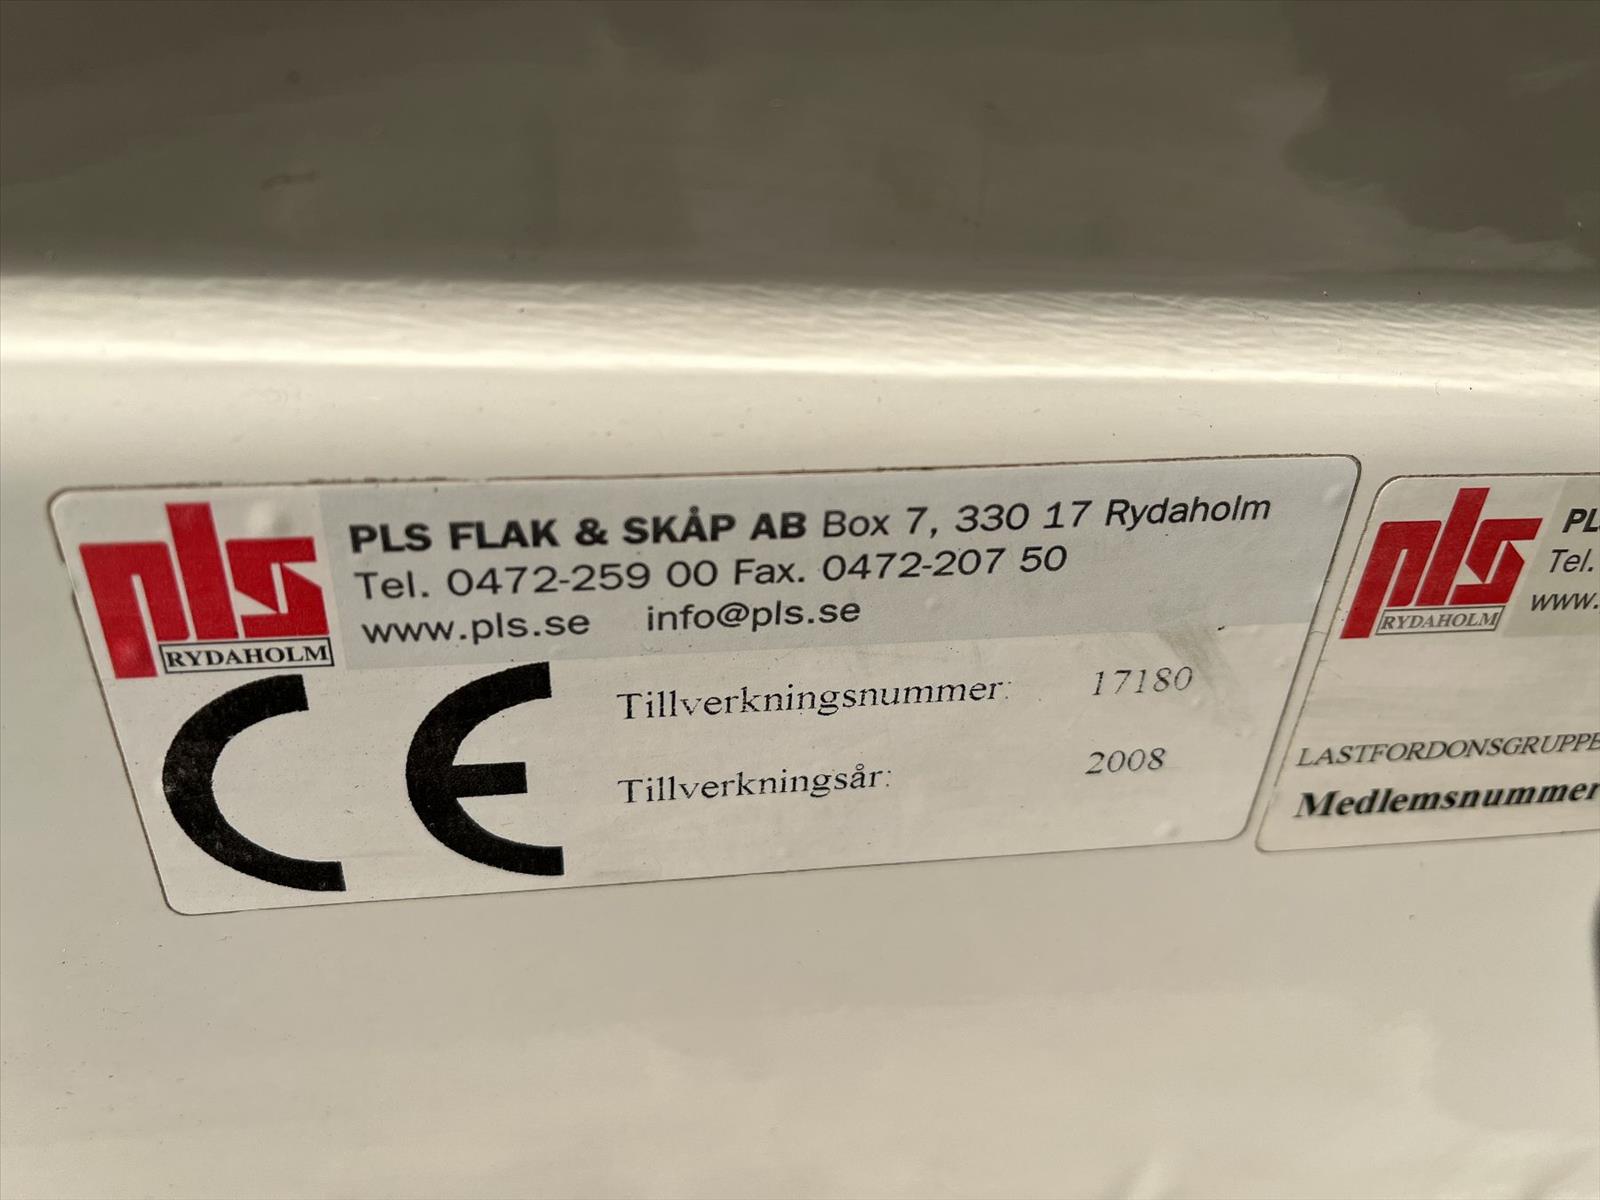 pls
RYDAHOLM
PLS FLAK & SKÅP AB Box 7, 330 17 Rydaholm
Tel. 0472-259 00 Fax. 0472-207 50
www.pls.se info@pls.se
CE
Tillverkningsnummer: 17180
Tillverkningsår: 2008
pls
RYDAHOLM
Tel.
www.
Medlemsnummer